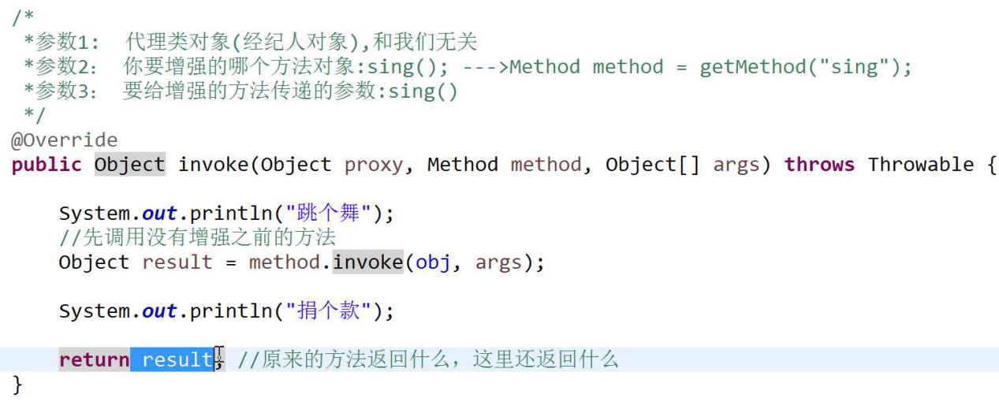 /*
 *参数1:  代理类对象(经纪人对象),和我们无关
 *参数2:  你要增强的哪个方法对象:sing(); --->Method method = getMethod("sing");
 *参数3:  要给增强的方法传递的参数:sing()
 */
@Override
public Object invoke(Object proxy, Method method, Object[] args) throws Throwable {
    System.out.println("跳个舞");
    //先调用没有增强之前的方法
    Object result = method.invoke(obj, args);
    System.out.println("捐个款");
    return result; //原来的方法返回什么，这里还返回什么
}